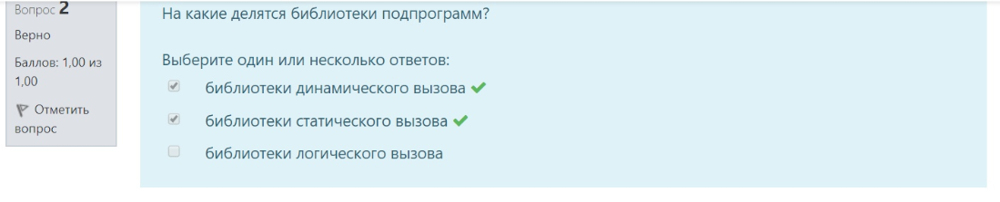 Вопрос 2
Верно
Баллов: 1,00 из
1,00
Отметить
вопрос
На какие делятся библиотеки подпрограмм?
Выберите один или несколько ответов:
библиотеки динамического вызова
библиотеки статического вызова
библиотеки логического вызова